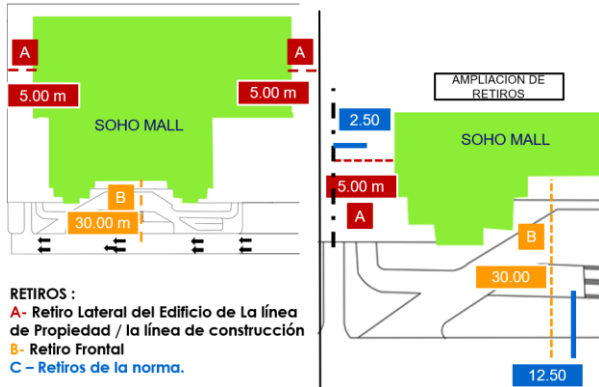 A
A
5.00 m
5.00 m
SOHO MALL
B
30.00 m
RETIROS :
A- Retiro Lateral del Edificio de La línea
de Propiedad / la línea de construcción
B- Retiro Frontal
C – Retiros de la norma.
AMPLIACION DE
RETIROS
2.50
SOHO MALL
5.00 m
A
B
30.00
12.50